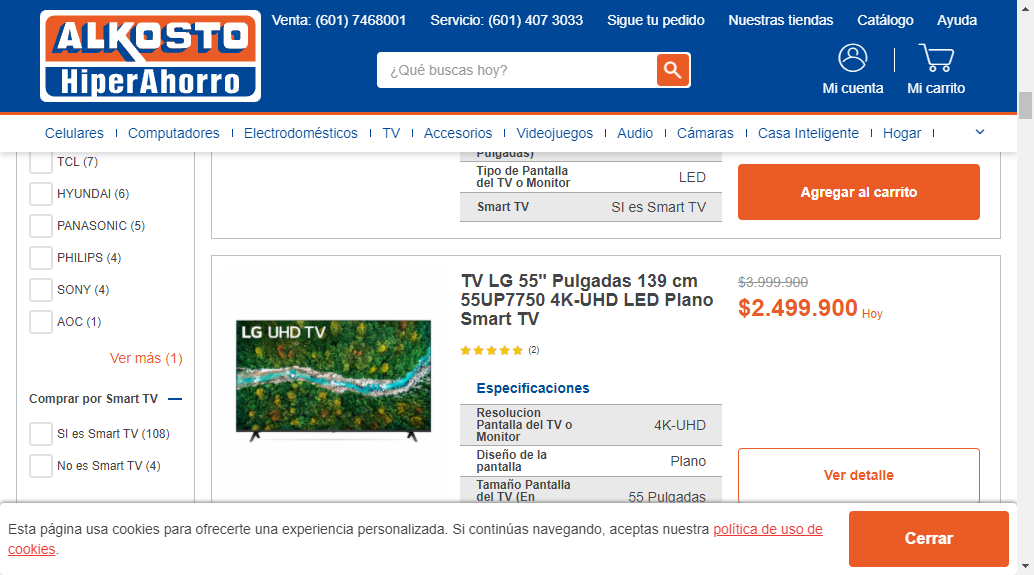 ALKOSTO
HiperAhorro
Venta: (601) 7468001
Servicio: (601) 407 3033
Sigue tu pedido
Nuestras tiendas
Catálogo
Ayuda
¿Qué buscas hoy?
Mi cuenta
Mi carrito
Celulares
Computadores
Electrodomésticos
TV
Accesorios
Videojuegos
Audio
Cámaras
Casa Inteligente
Hogar
TCL (7)
HYUNDAI (6)
PANASONIC (5)
PHILIPS (4)
SONY (4)
AOC (1)
Ver más (1)
Comprar por Smart TV
SI es Smart TV (108)
No es Smart TV (4)
Pulgadas)
Tipo de Pantalla
del TV o Monitor
LED
Smart TV
SI es Smart TV
Agregar al carrito
LG UHD TV
TV LG 55" Pulgadas 139 cm
55UP7750 4K-UHD LED Plano
Smart TV
(2)
$3.999.900
$2.499.900 Hoy
Especificaciones
Resolucion
Pantalla del TV o
Monitor
4K-UHD
Diseño de la
pantalla
Plano
Tamaño Pantalla
del TV (En
55 Pulgadas
Ver detalle
Esta página usa cookies para ofrecerte una experiencia personalizada. Si continúas navegando, aceptas nuestra política de uso de
cookies.
Cerrar